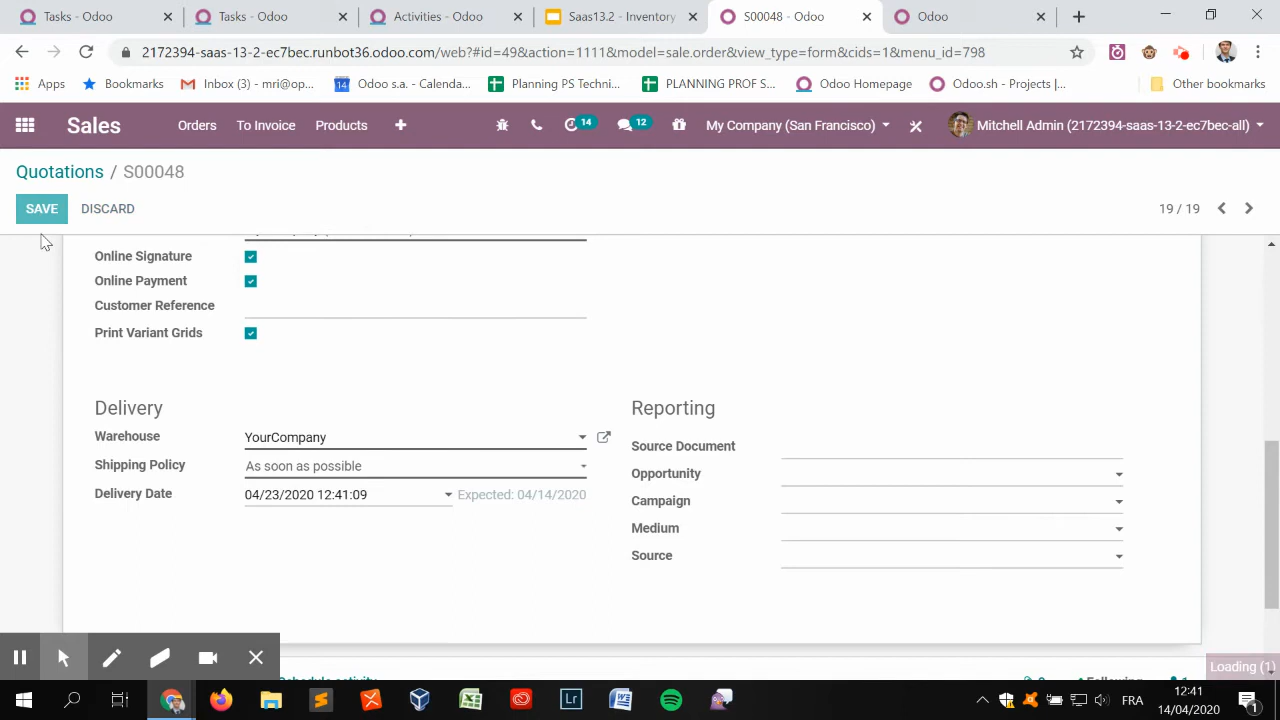 Tasks - Odoo Tasks - Odoo Activities - Odoo Saas13.2 - Inventory S00048 - Odoo Odoo
2172394-saas-13-2-ec7bec.runbot36.odoo.com/web?#id=49&action=1111&model=sale.order&view_type=form&cids=1&menu_id=798
Apps Bookmarks Inbox (3) - mri@op... 14 Odoo s.a. - Calenda... Planning PS Techni... PLANNING PROF S... Odoo Homepage Odoo.sh - Projects |... Other bookmarks
Sales Orders To Invoice Products 14 12 My Company (San Francisco) Mitchell Admin (2172394-saas-13-2-ec7bec-all)
Quotations / S00048
SAVE DISCARD 19 / 19
Online Signature
Online Payment
Customer Reference
Print Variant Grids
Delivery Reporting
Warehouse YourCompany Source Document
Shipping Policy As soon as possible Opportunity
Delivery Date 04/23/2020 12:41:09 Expected: 04/14/2020 Campaign
Medium
Source
Loading (1)
Schedule activity Following
FRA 12:41
14/04/2020 1